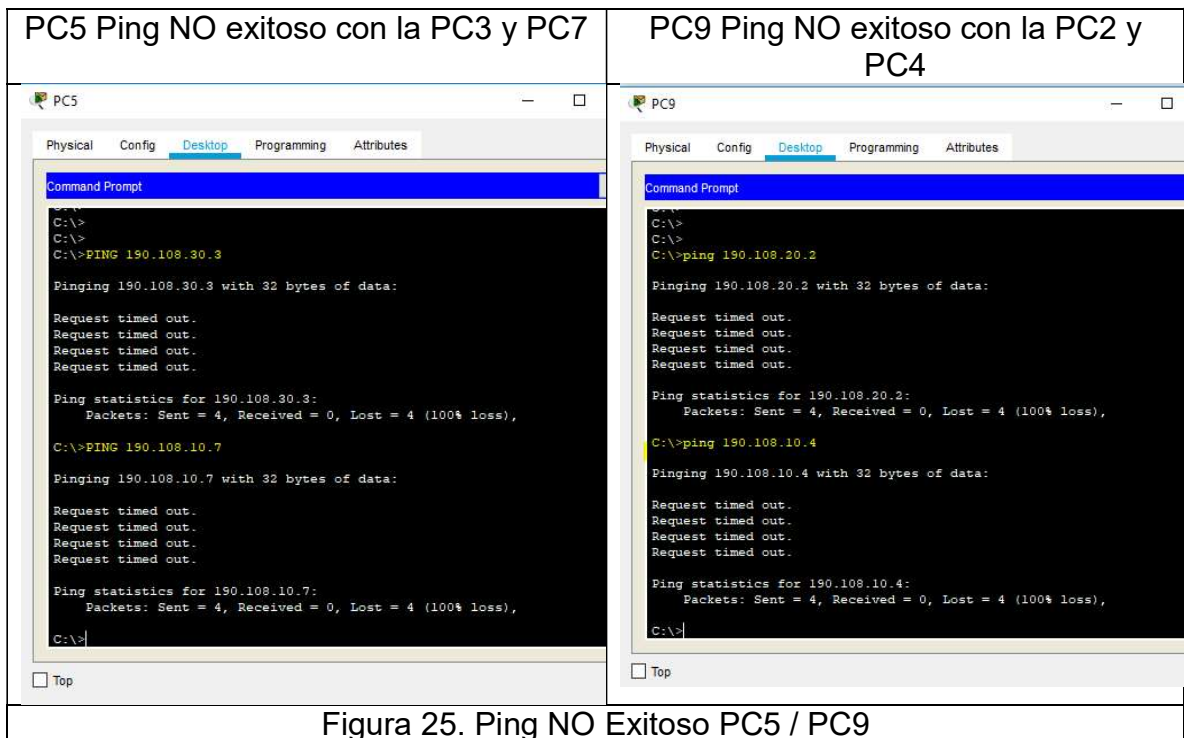 PC5 Ping NO exitoso con la PC3 y PC7
PC5
Physical Config Desktop Programming Attributes
Command Prompt
C:\>
C:\>
C:\>PING 190.108.30.3
Pinging 190.108.30.3 with 32 bytes of data:
Request timed out.
Request timed out.
Request timed out.
Request timed out.
Ping statistics for 190.108.30.3:
Packets: Sent = 4, Received = 0, Lost = 4 (100% loss),
C:\>PING 190.108.10.7
Pinging 190.108.10.7 with 32 bytes of data:
Request timed out.
Request timed out.
Request timed out.
Request timed out.
Ping statistics for 190.108.10.7:
Packets: Sent = 4, Received = 0, Lost = 4 (100% loss),
C:\>
Top
PC9 Ping NO exitoso con la PC2 y
PC4
PC9
Physical Config Desktop Programming Attributes
Command Prompt
C:\>
C:\>
C:\>ping 190.108.20.2
Pinging 190.108.20.2 with 32 bytes of data:
Request timed out.
Request timed out.
Request timed out.
Request timed out.
Ping statistics for 190.108.20.2:
Packets: Sent = 4, Received = 0, Lost = 4 (100% loss),
C:\>ping 190.108.10.4
Pinging 190.108.10.4 with 32 bytes of data:
Request timed out.
Request timed out.
Request timed out.
Request timed out.
Ping statistics for 190.108.10.4:
Packets: Sent = 4, Received = 0, Lost = 4 (100% loss),
C:\>
Top
Figura 25. Ping NO Exitoso PC5 / PC9